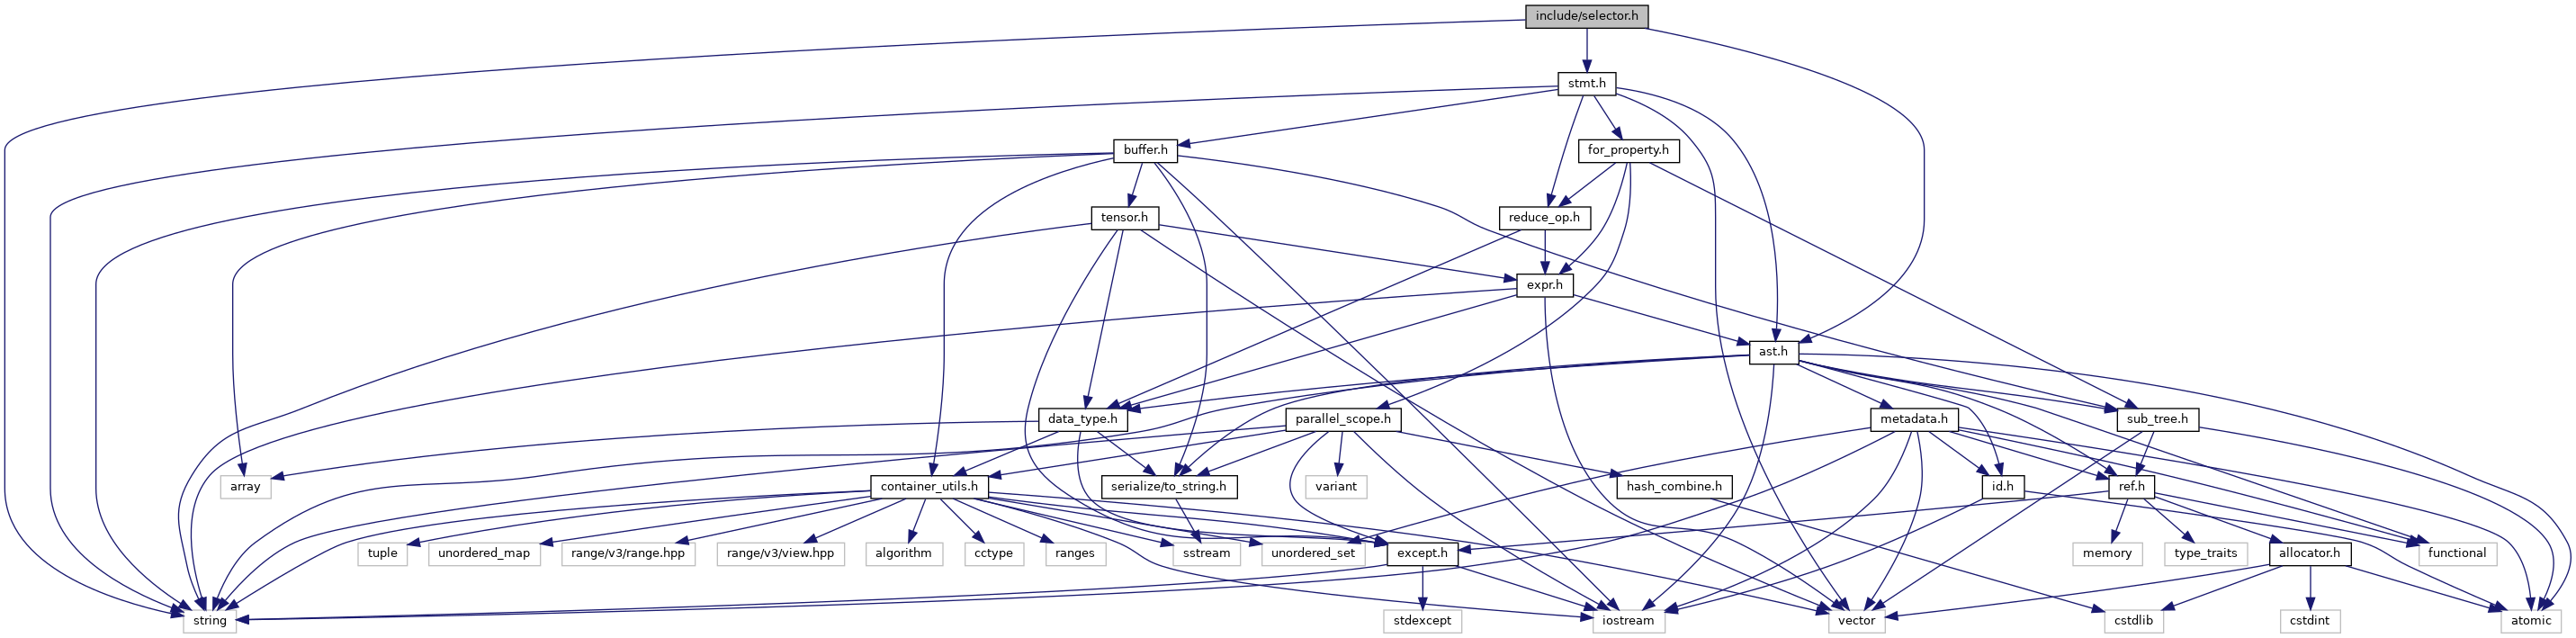 include/selector.h
stmt.h
buffer.h
for_property.h
tensor.h
reduce_op.h
expr.h
ast.h
data_type.h
parallel_scope.h
metadata.h
sub_tree.h
array
container_utils.h
serialize/to_string.h
variant
hash_combine.h
id.h
ref.h
tuple
unordered_map
range/v3/range.hpp
range/v3/view.hpp
algorithm
cctype
ranges
sstream
unordered_set
except.h
memory
type_traits
allocator.h
functional
string
stdexcept
iostream
vector
cstdlib
cstdint
atomic